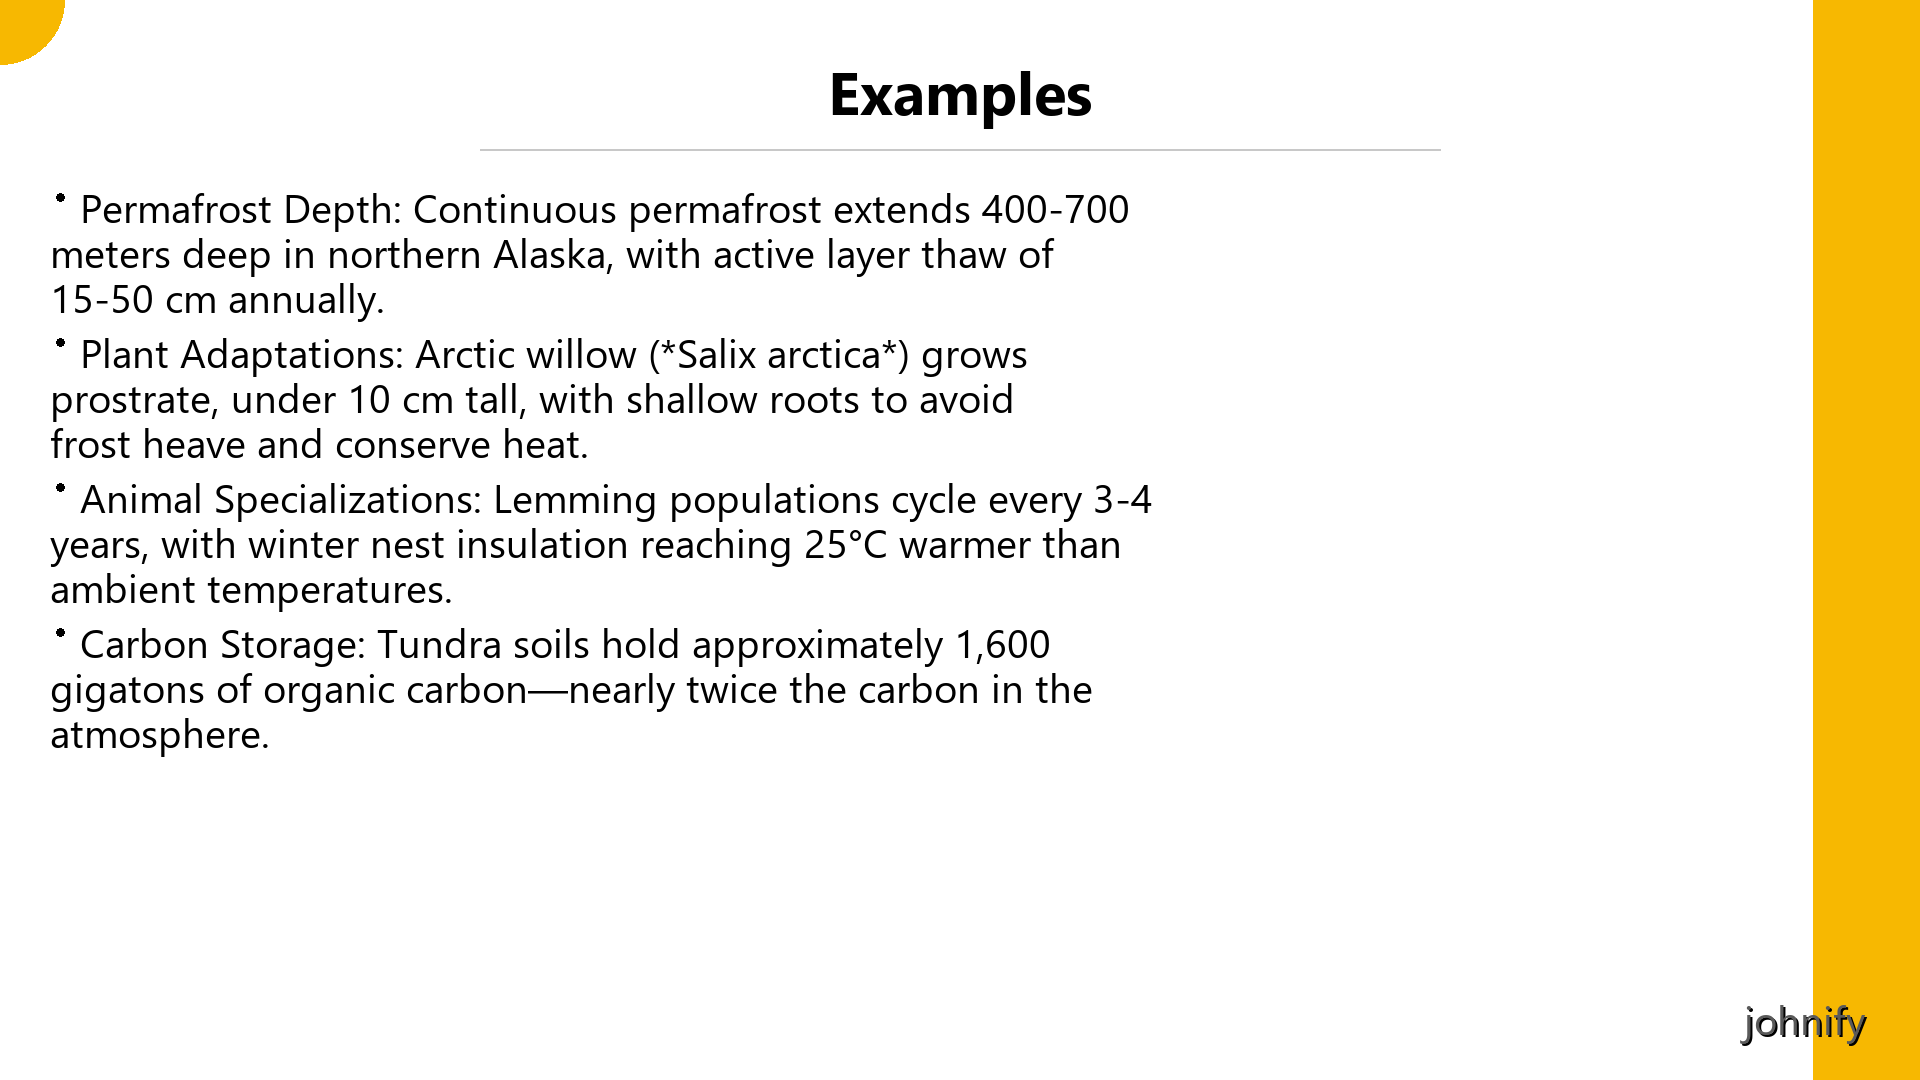 Examples
• Permafrost Depth: Continuous permafrost extends 400-700
meters deep in northern Alaska, with active layer thaw of
15-50 cm annually.
• Plant Adaptations: Arctic willow (*Salix arctica*) grows
prostrate, under 10 cm tall, with shallow roots to avoid
frost heave and conserve heat.
• Animal Specializations: Lemming populations cycle every 3-4
years, with winter nest insulation reaching 25°C warmer than
ambient temperatures.
• Carbon Storage: Tundra soils hold approximately 1,600
gigatons of organic carbon—nearly twice the carbon in the
atmosphere.
johnify